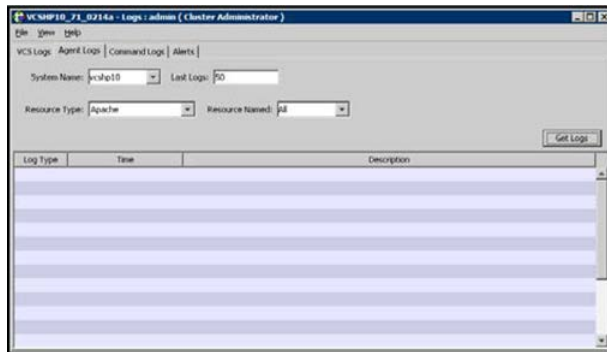 VCSHP10_71_0214a - Logs : admin ( Cluster Administrator )
File View Help
VCS Logs Agent Logs Command Logs Alerts
System Name: vcshp10 Last Logs: 50
Resource Type: Apache Resource Named: All
Get Logs
Log Type Time Description